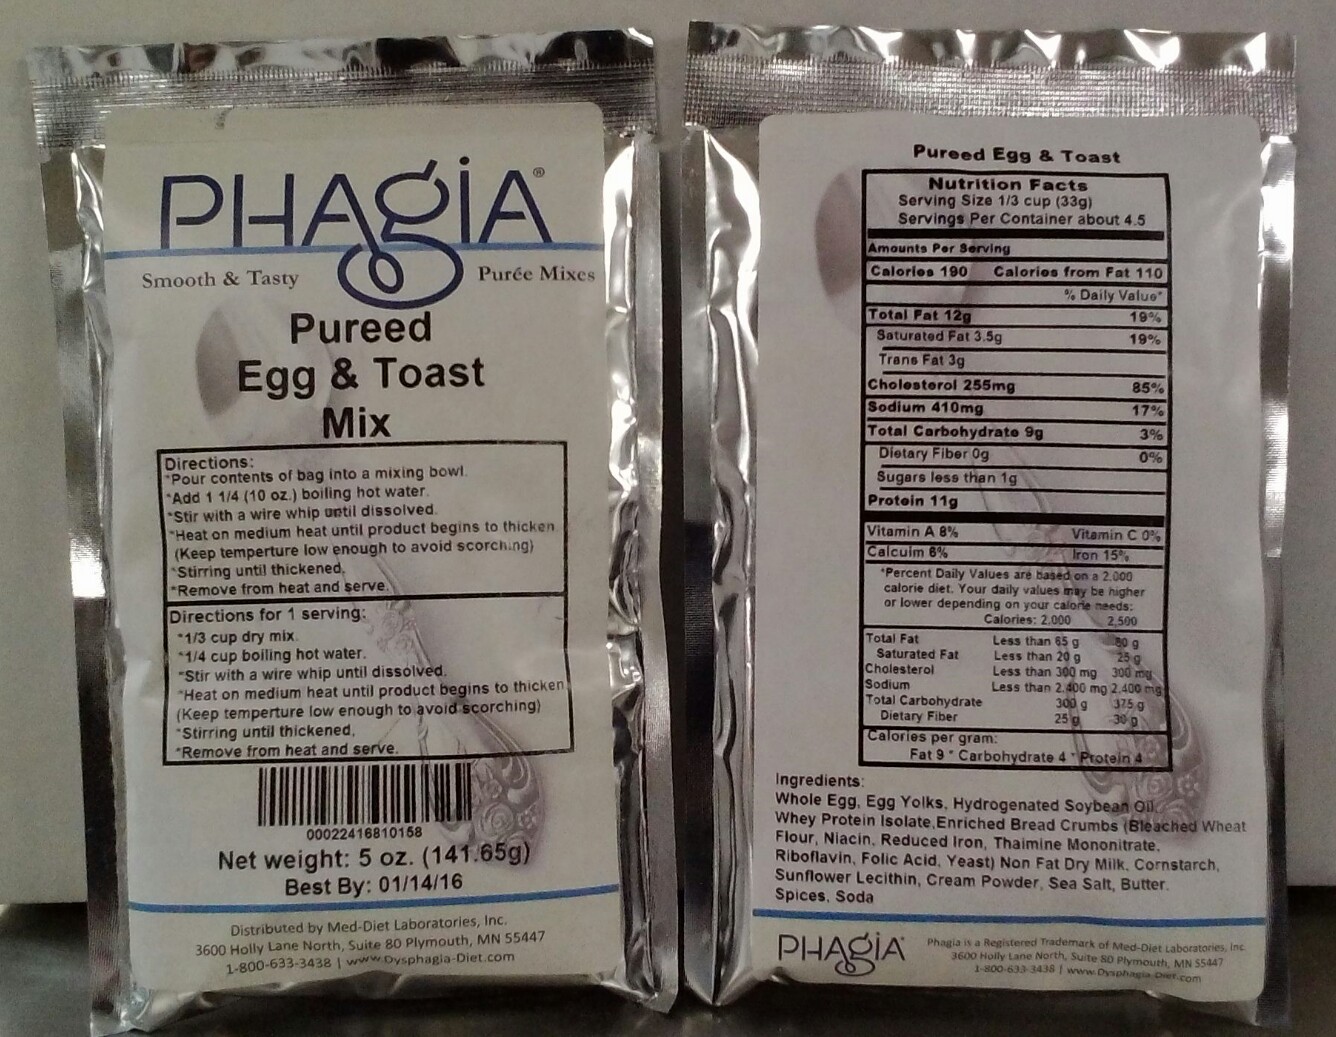 PHAGIA®
Smooth & Tasty
Purée Mixes
Pureed
Egg & Toast
Mix
Directions:
*Pour contents of bag into a mixing bowl.
*Add 1 1/4 (10 oz.) boiling hot water.
*Stir with a wire whip until dissolved.
*Heat on medium heat until product begins to thicken
(Keep temperture low enough to avoid scorching)
*Stirring until thickened.
*Remove from heat and serve.
Directions for 1 serving:
*1/3 cup dry mix.
*1/4 cup boiling hot water.
*Stir with a wire whip until dissolved.
*Heat on medium heat until product begins to thicken
(Keep temperture low enough to avoid scorching)
*Stirring until thickened,
*Remove from heat and serve.
00022416810158
Net weight: 5 oz. (141.65g)
Best By: 01/14/16
Distributed by Med-Diet Laboratories, Inc.
3600 Holly Lane North, Suite 80 Plymouth, MN 55447
1-800-633-3438 | www.Dysphagia-Diet.com
Pureed Egg & Toast
Nutrition Facts
Serving Size 1/3 cup (33g)
Servings Per Container about 4.5
Amounts Per Serving
Calories 190 Calories from Fat 110
% Daily Value*
Total Fat 12g 19%
Saturated Fat 3.5g 19%
Trans Fat 3g
Cholesterol 255mg 85%
Sodium 410mg 17%
Total Carbohydrate 9g 3%
Dietary Fiber 0g 0%
Sugars less than 1g
Protein 11g
Vitamin A 8% Vitamin C 0%
Calcuim 6% Iron 15%
*Percent Daily Values are based on a 2,000
calorie diet. Your daily values may be higher
or lower depending on your calorie needs:
Calories: 2,000 2,500
Total Fat Less than 65 g 80 g
Saturated Fat Less than 20 g 25 g
Cholesterol Less than 300 mg 300 mg
Sodium Less than 2,400 mg 2,400 mg
Total Carbohydrate 300 g 375 g
Dietary Fiber 25 g 30 g
Calories per gram:
Fat 9 * Carbohydrate 4 * Protein 4
Ingredients:
Whole Egg, Egg Yolks, Hydrogenated Soybean Oil,
Whey Protein Isolate,Enriched Bread Crumbs (Bleached Wheat
Flour, Niacin, Reduced Iron, Thaimine Mononitrate,
Riboflavin, Folic Acid, Yeast) Non Fat Dry Milk, Cornstarch,
Sunflower Lecithin, Cream Powder, Sea Salt, Butter.
Spices, Soda
PHAGIA®
Phagia is a Registered Trademark of Med-Diet Laboratories, Inc.
3600 Holly Lane North, Suite 80 Plymouth, MN 55447
1-800-633-3438 | www.Dysphagia-Diet.com